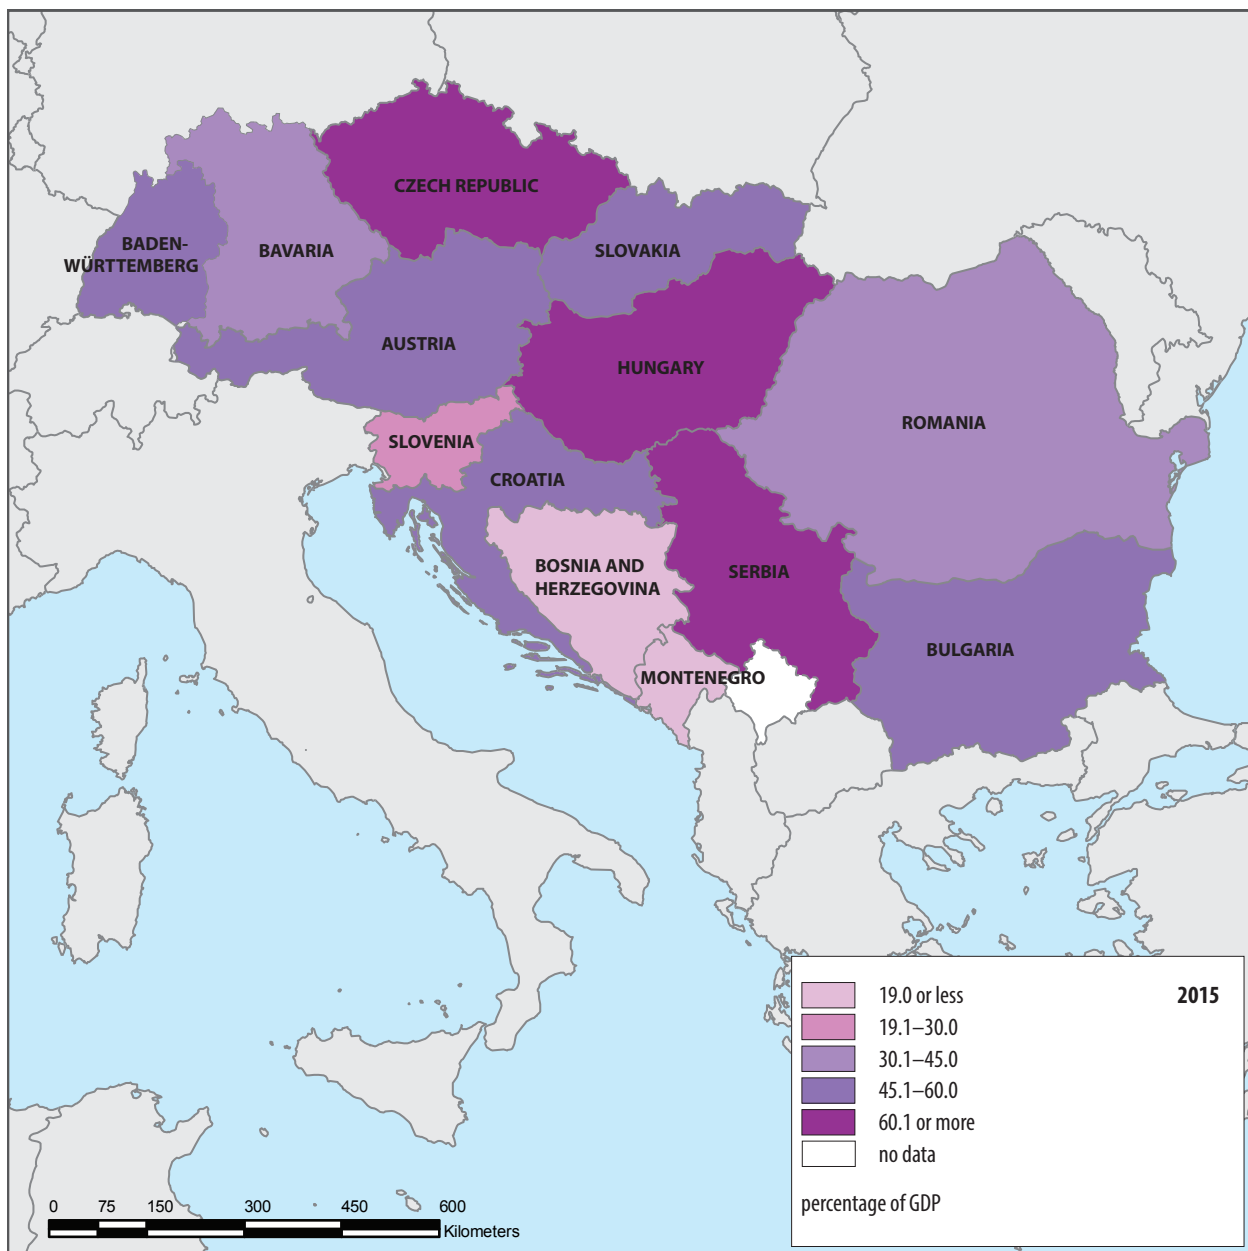 CZECH REPUBLIC
BADEN-
WÜRTTEMBERG
BAVARIA
SLOVAKIA
AUSTRIA
HUNGARY
ROMANIA
SLOVENIA
CROATIA
BOSNIA AND
HERZEGOVINA
SERBIA
BULGARIA
MONTENEGRO
19.0 or less
2015
19.1–30.0
30.1–45.0
45.1–60.0
60.1 or more
no data
percentage of GDP
0 75 150 300 450 600
Kilometers